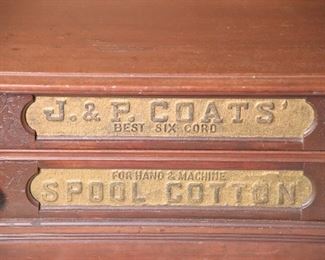 J. & P. COATS'
BEST SIX CORD
FOR HAND & MACHINE
SPOOL COTTON